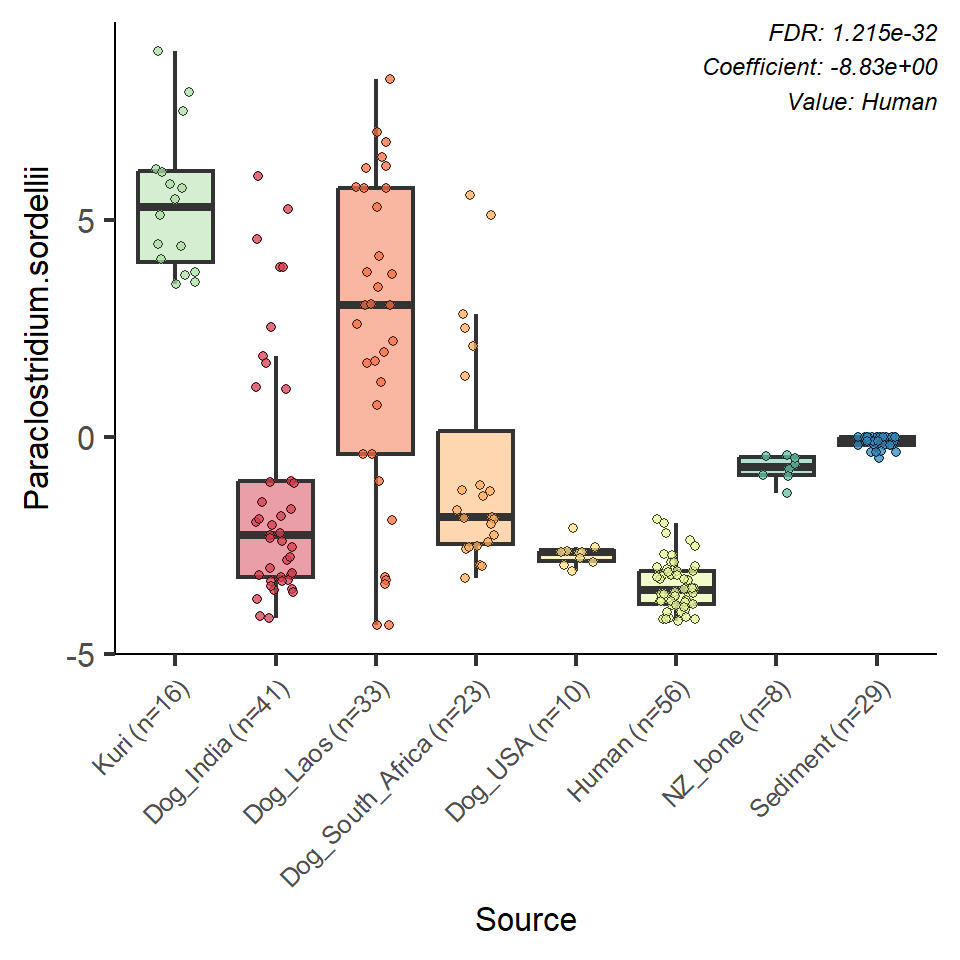 FDR: 1.215e-32
Coefficient: -8.83e+00
Value: Human
Paraclostridium.sordellii
5
0
-5
Kuri (n=16)
Dog_India (n=41)
Dog_Laos (n=33)
Dog_South_Africa (n=23)
Dog_USA (n=10)
Human (n=56)
NZ_bone (n=8)
Sediment (n=29)
Source